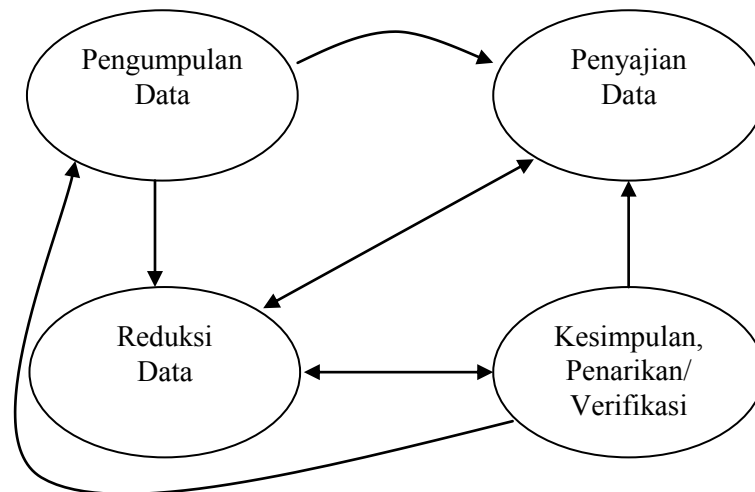 Pengumpulan
Data
Penyajian
Data
Reduksi
Data
Kesimpulan,
Penarikan/
Verifikasi